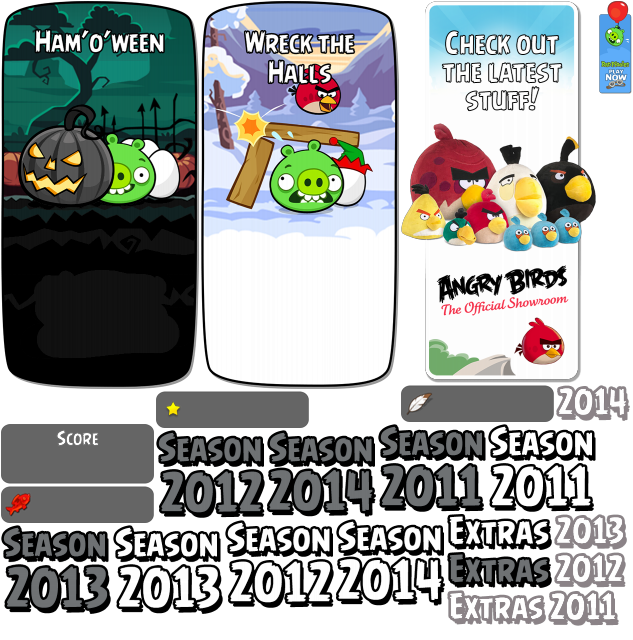 HAM'O'WEEN
WRECK THE
HALLS
CHECK OUT
THE LATEST
STUFF!
PLAY
NOW
ANGRY BIRDS
The Official Showroom
2014
SCORE
SEASON
2012
SEASON
2014
SEASON
2011
SEASON
2011
SEASON
2013
SEASON
2013
SEASON
2012
SEASON
2014
EXTRAS 2013
EXTRAS 2012
EXTRAS 2011